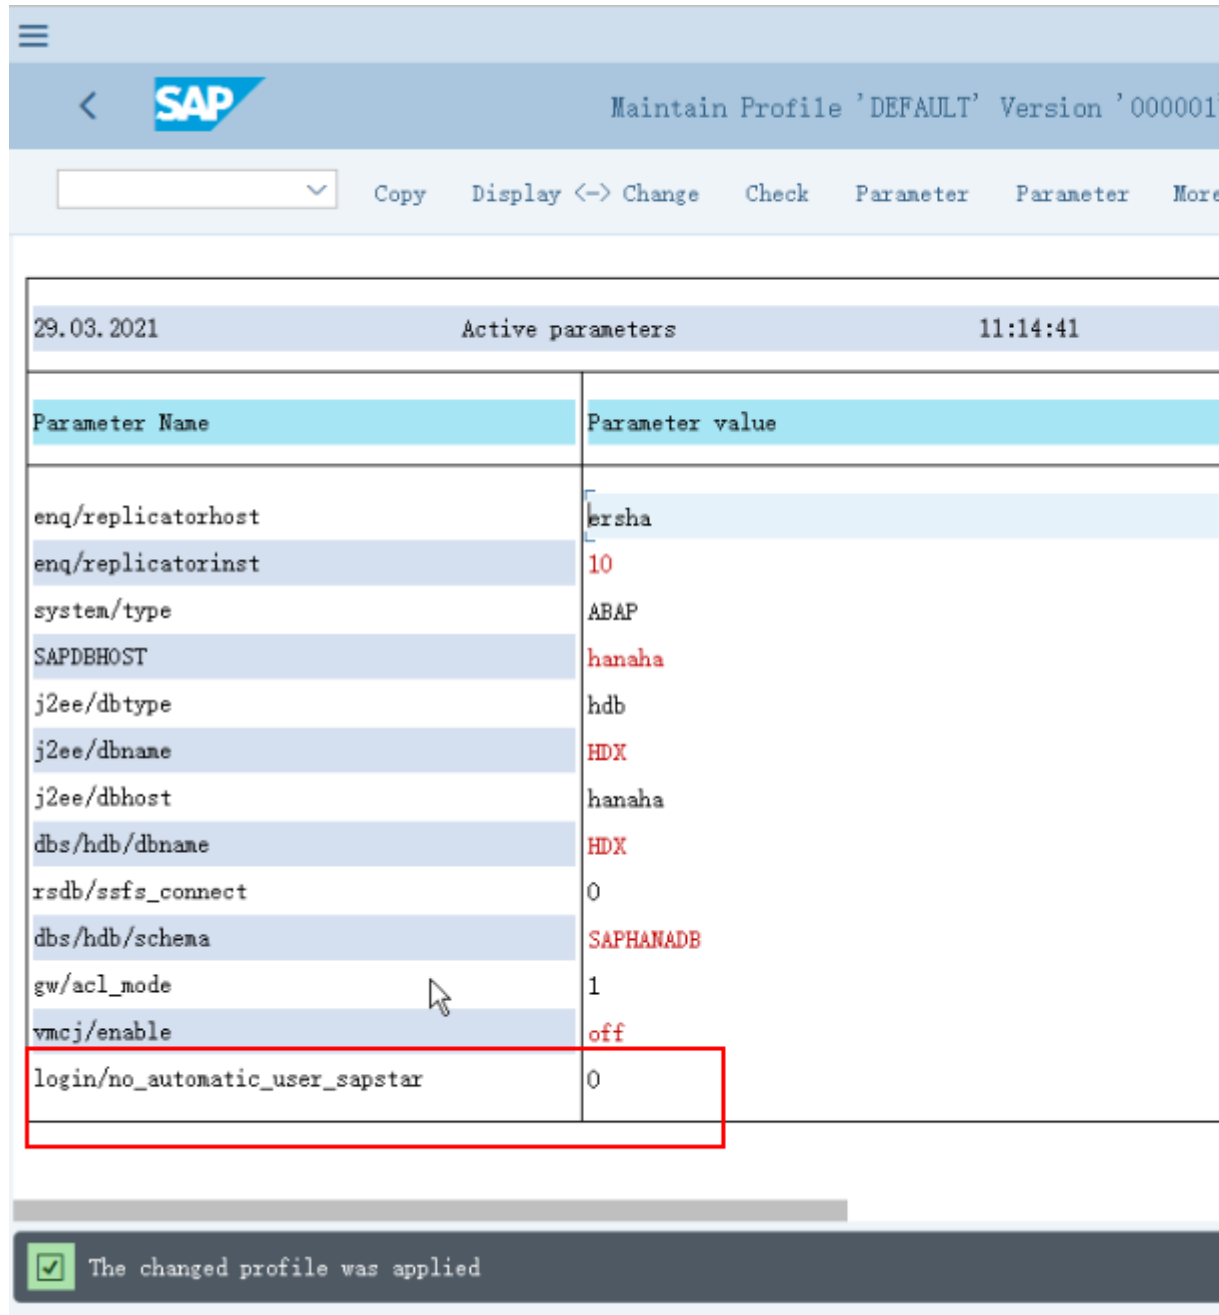 SAP
Maintain Profile 'DEFAULT' Version '000001'
Copy Display <-> Change Check Parameter Parameter More
29.03.2021 Active parameters 11:14:41
Parameter Name Parameter value
enq/replicatorhost ersha
enq/replicatorinst 10
system/type ABAP
SAPDBHOST hanaha
j2ee/dbtype hdb
j2ee/dbname HDX
j2ee/dbhost hanaha
dbs/hdb/dbname HDX
rsdb/ssfs_connect 0
dbs/hdb/schema SAPHANADB
gw/acl_mode 1
vmcj/enable off
login/no_automatic_user_sapstar 0
The changed profile was applied